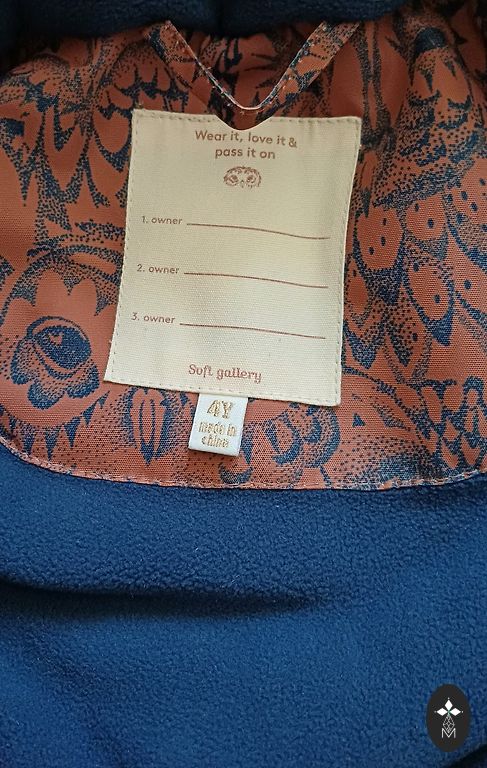 Wear it, love it &
pass it on
1. owner
2. owner
3. owner
Soft gallery
4Y
made in
china
M